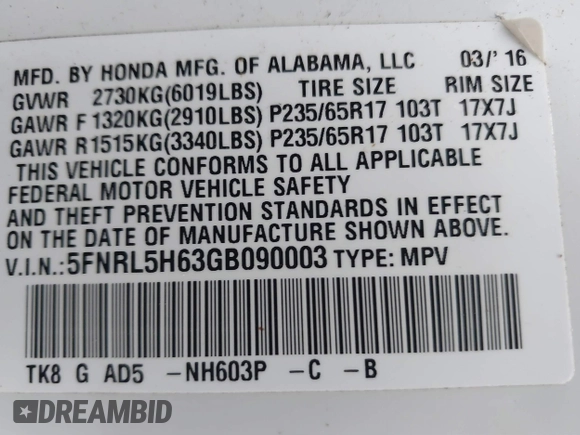 MFD. BY HONDA MFG. OF ALABAMA, LLC 03/' 16
GVWR 2730KG(6019LBS) TIRE SIZE RIM SIZE
GAWR F 1320KG(2910LBS) P235/65R17 103T 17X7J
GAWR R1515KG(3340LBS) P235/65R17 103T 17X7J
THIS VEHICLE CONFORMS TO ALL APPLICABLE
FEDERAL MOTOR VEHICLE SAFETY
AND THEFT PREVENTION STANDARDS IN EFFECT
ON THE DATE OF MANUFACTURE SHOWN ABOVE.
V.I.N.:5FNRL5H63GB090003 TYPE: MPV
TK8 G AD5 -NH603P -C -B
DREAMBID